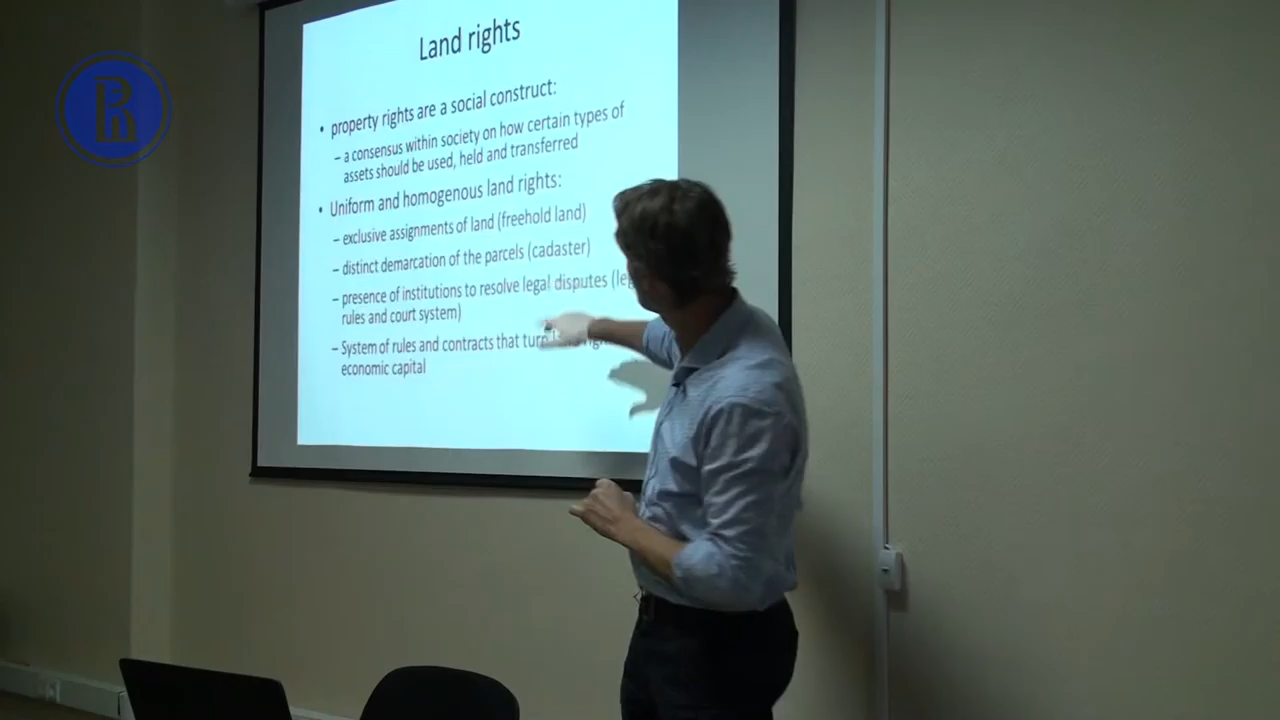 Land rights
• property rights are a social construct:
– a consensus within society on how certain types of
assets should be used, held and transferred
• Uniform and homogenous land rights:
– exclusive assignments of land (freehold land)
– distinct demarcation of the parcels (cadaster)
– presence of institutions to resolve legal disputes
rules and court system)
– System of rules and contracts that turn
economic capital